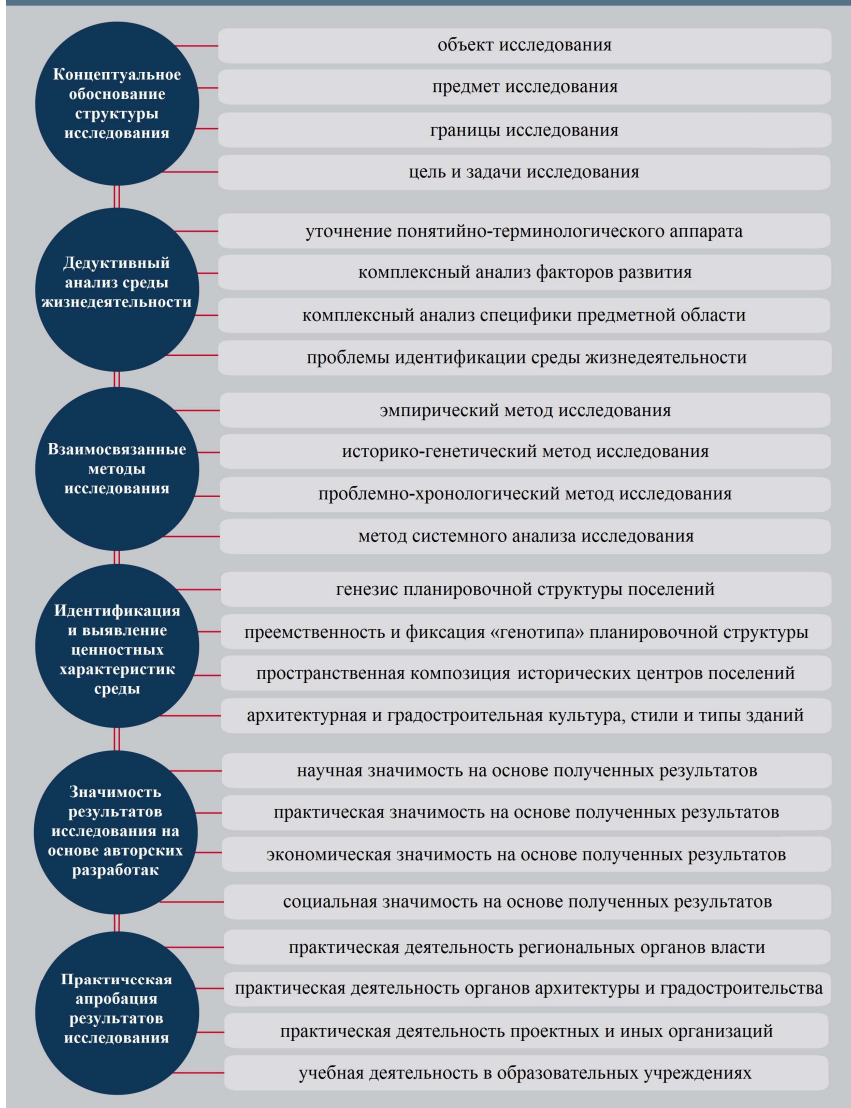 Концептуальное
обоснование
структуры
исследования
объект исследования
предмет исследования
границы исследования
цель и задачи исследования
Дедуктивный
анализ среды
жизнедеятельности
уточнение понятийно-терминологического аппарата
комплексный анализ факторов развития
комплексный анализ специфики предметной области
проблемы идентификации среды жизнедеятельности
Взаимосвязанные
методы
исследования
эмпирический метод исследования
историко-генетический метод исследования
проблемно-хронологический метод исследования
метод системного анализа исследования
Идентификация
и выявление
ценностных
характеристик
среды
генезис планировочной структуры поселений
преемственность и фиксация «генотипа» планировочной структуры
пространственная композиция исторических центров поселений
архитектурная и градостроительная культура, стили и типы зданий
Значимость
результатов
исследования на
основе авторских
разработак
научная значимость на основе полученных результатов
практическая значимость на основе полученных результатов
экономическая значимость на основе полученных результатов
социальная значимость на основе полученных результатов
Практическая
апробация
результатов
исследования
практическая деятельность региональных органов власти
практическая деятельность органов архитектуры и градостроительства
практическая деятельность проектных и иных организаций
учебная деятельность в образовательных учреждениях